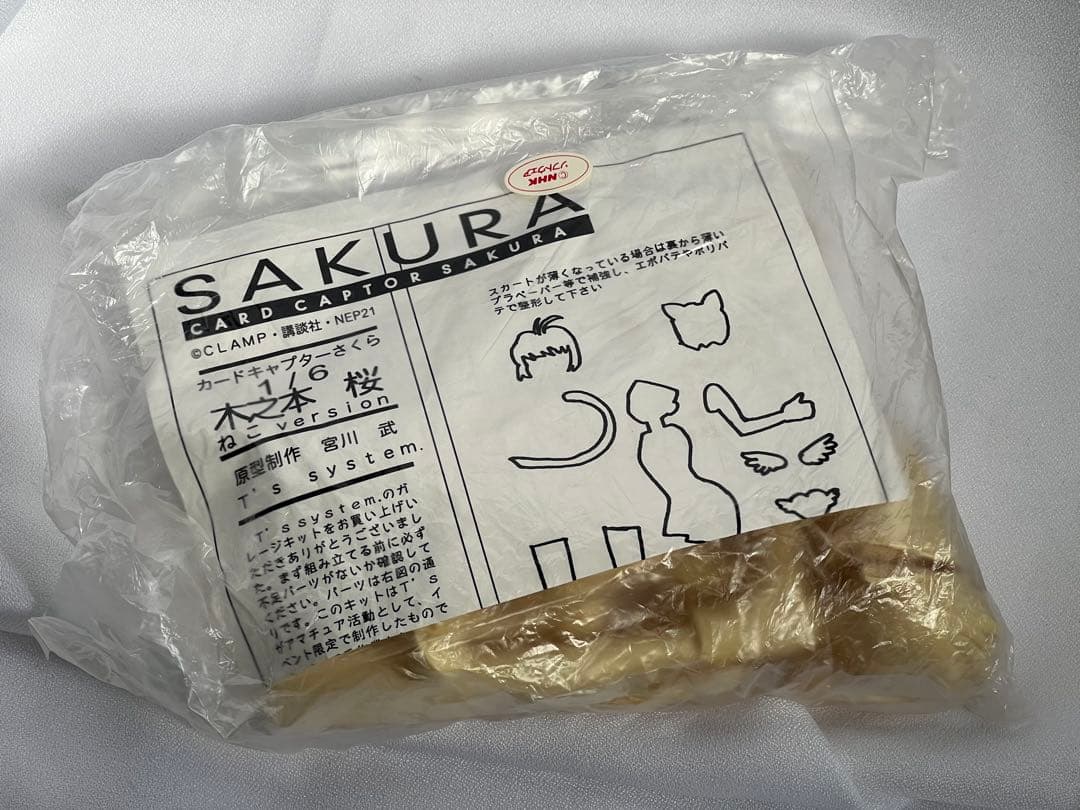 ©NHK
ソフトウエア
SAKURA
CARD CAPTOR SAKURA
©CLAMP・講談社・NEP21
カードキャプターさくら
1/6
木之本 桜
ねこ version
原型制作 宮川 武
T's system.
T'ssystem.のガ
レージキットをお買い上げい
ただきありがとうございまし
た。まず組み立てる前に必ず
不足パーツがないか確認して
ください。パーツは右図の通
りです。このキットはT's
がアマチュア活動として、イ
ベント限定で制作したもので
スカートが薄くなっている場合は裏から薄い
プラペーパー等で補強し、エポパテやポリパ
テで整形して下さい